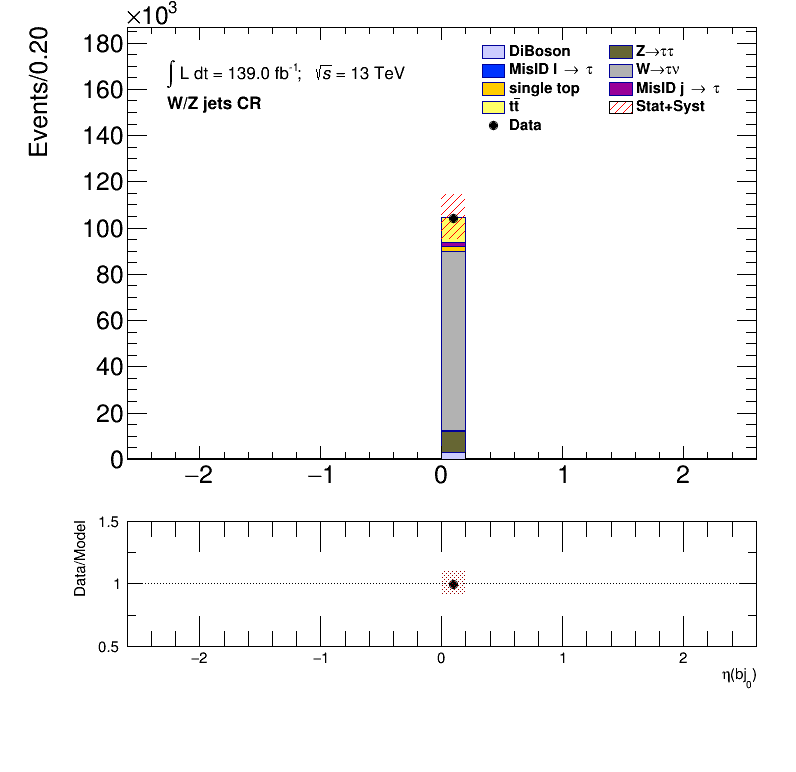 ×10³
Events/0.20
180
160
140
120
100
80
60
40
20
0
∫ L dt = 139.0 fb⁻¹; √s = 13 TeV
W/Z jets CR
DiBoson
MisID l → τ
single top
tt̄
Data
Z→ττ
W→τν
MisID j → τ
Stat+Syst
−2 −1 0 1 2
Data/Model
1.5
1
0.5
−2 −1 0 1 2
η(bj₀)